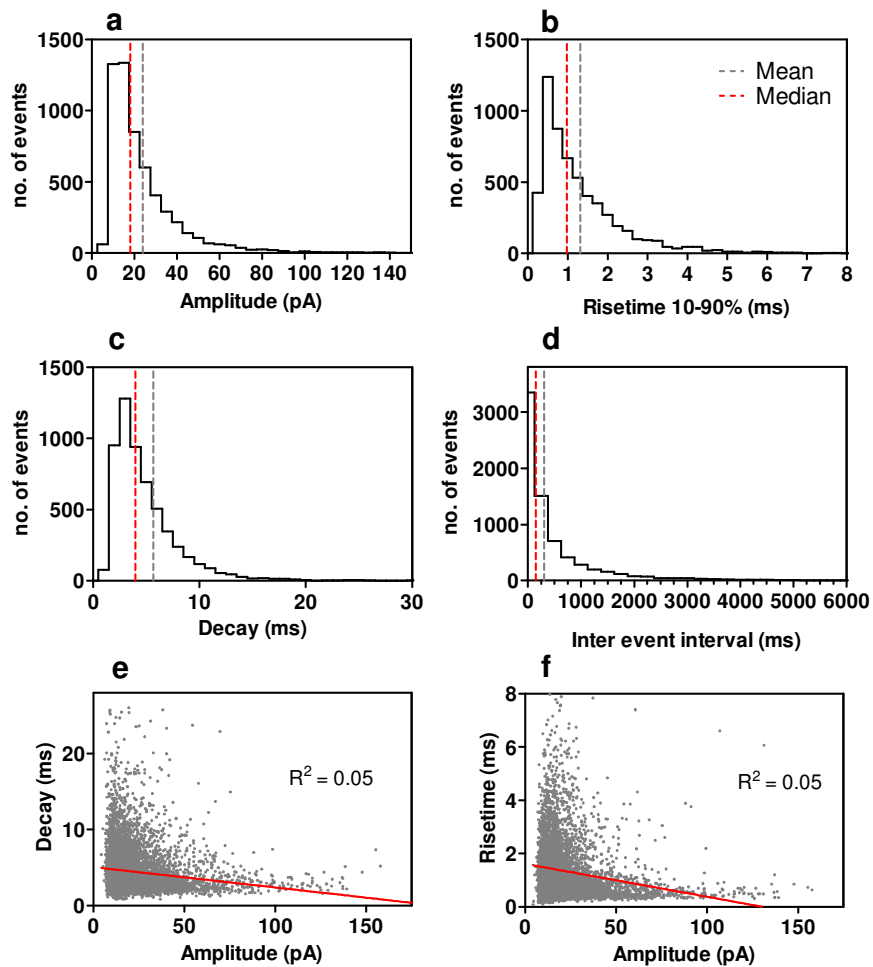 a
1500
1000
500
0
no. of events
0 20 40 60 80 100 120 140
Amplitude (pA)
b
1500
1000
500
0
no. of events
Mean
Median
0 1 2 3 4 5 6 7 8
Risetime 10-90% (ms)
c
1500
1000
500
0
no. of events
0 10 20 30
Decay (ms)
d
3000
2000
1000
0
no. of events
0 1000 2000 3000 4000 5000 6000
Inter event interval (ms)
e
20
10
0
Decay (ms)
R² = 0.05
0 50 100 150
Amplitude (pA)
f
8
6
4
2
0
Risetime (ms)
R² = 0.05
0 50 100 150
Amplitude (pA)